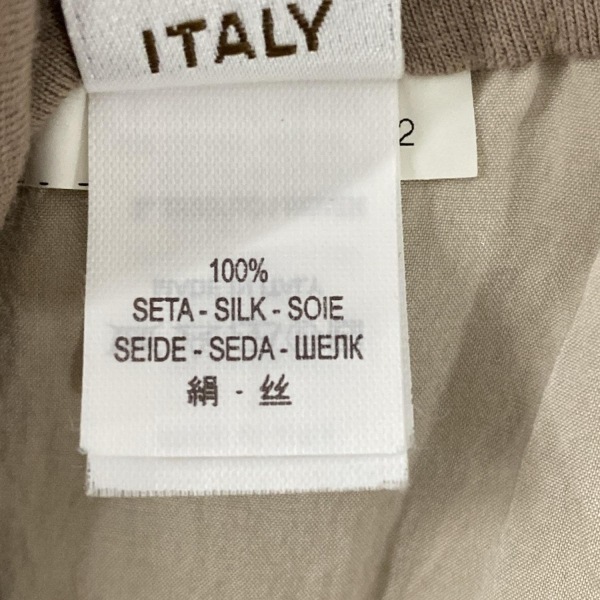 ITALY
2
100%
SETA - SILK - SOIE
SEIDE - SEDA - ШЕЛК
絹 - 丝